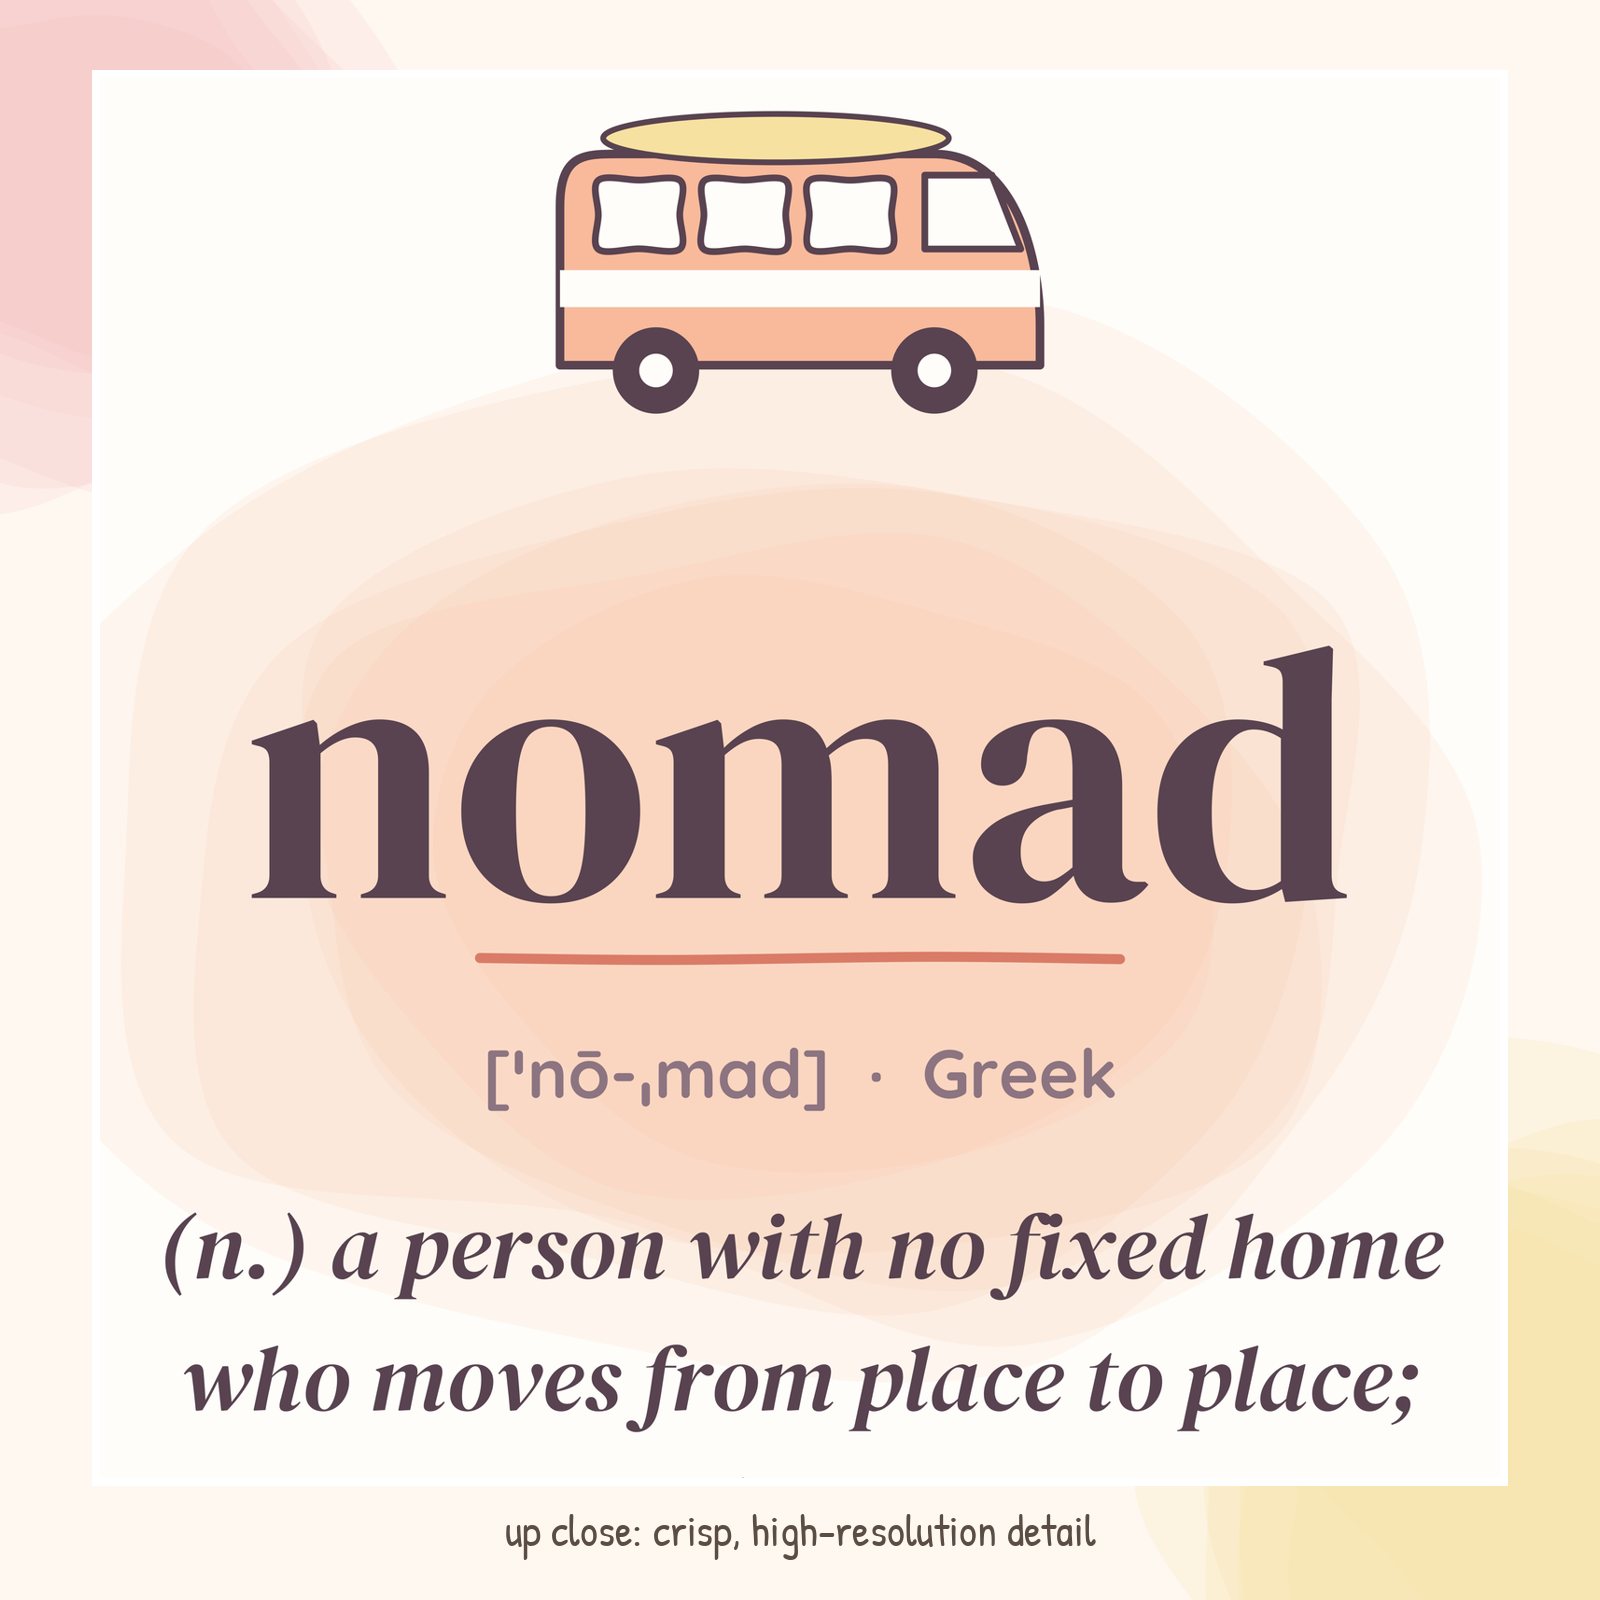 nomad
[ˈnō-ˌmad] · Greek
(n.) a person with no fixed home
who moves from place to place;
up close: crisp, high-resolution detail